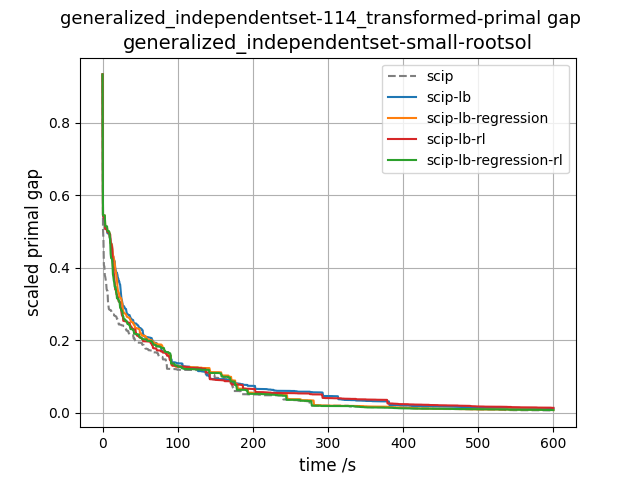 generalized_independentset-114_transformed-primal gap
generalized_independentset-small-rootsol
scip
scip-lb
scip-lb-regression
scip-lb-rl
scip-lb-regression-rl
scaled primal gap
0.8
0.6
0.4
0.2
0.0
0 100 200 300 400 500 600
time /s